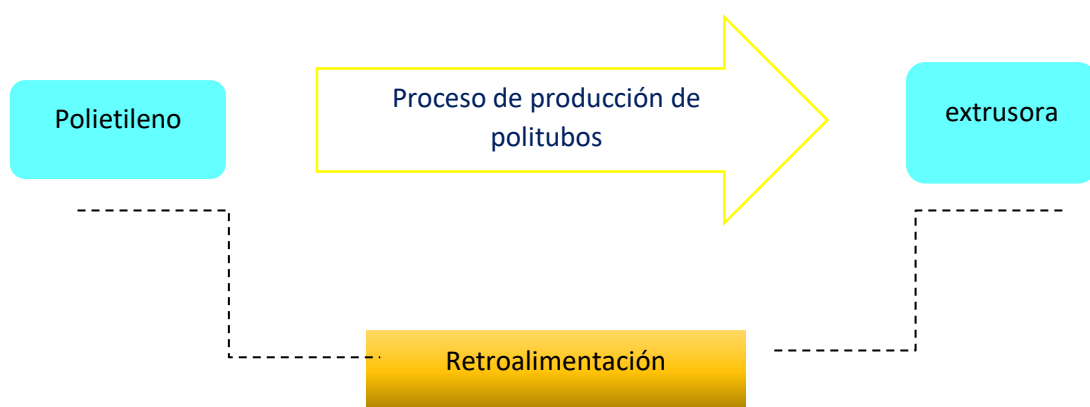 Polietileno
Proceso de producción de
politubos
extrusora
Retroalimentación